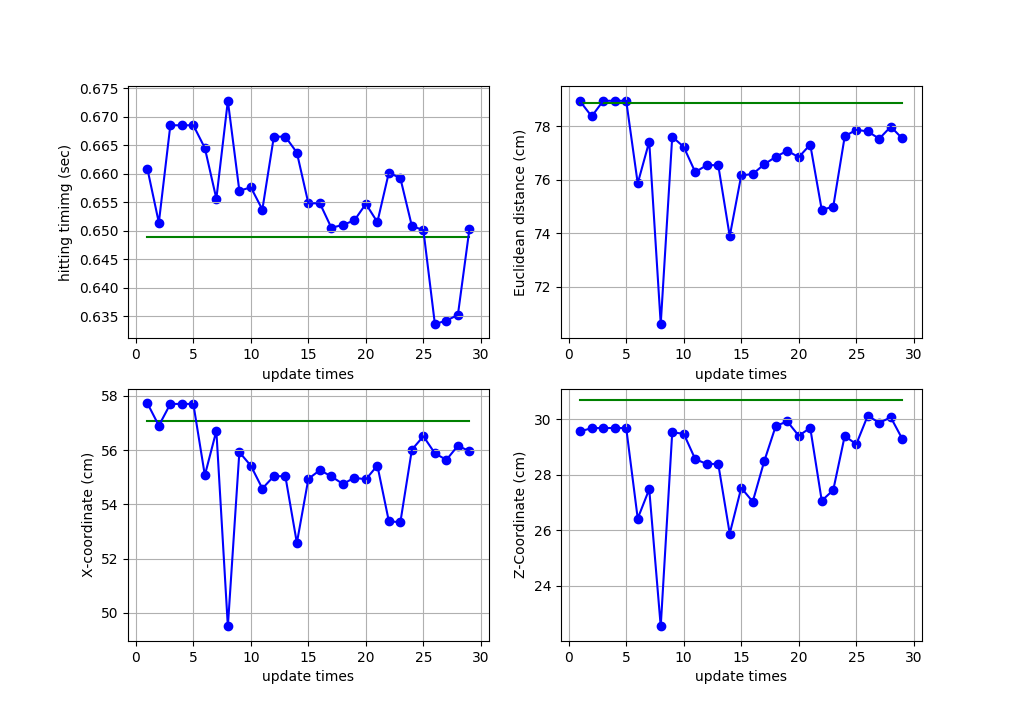 0.675
0.670
0.665
0.660
0.655
0.650
0.645
0.640
0.635
hitting timimg (sec)
0 5 10 15 20 25 30
update times
78
76
74
72
Euclidean distance (cm)
0 5 10 15 20 25 30
update times
58
56
54
52
50
X-coordinate (cm)
0 5 10 15 20 25 30
update times
30
28
26
24
Z-Coordinate (cm)
0 5 10 15 20 25 30
update times